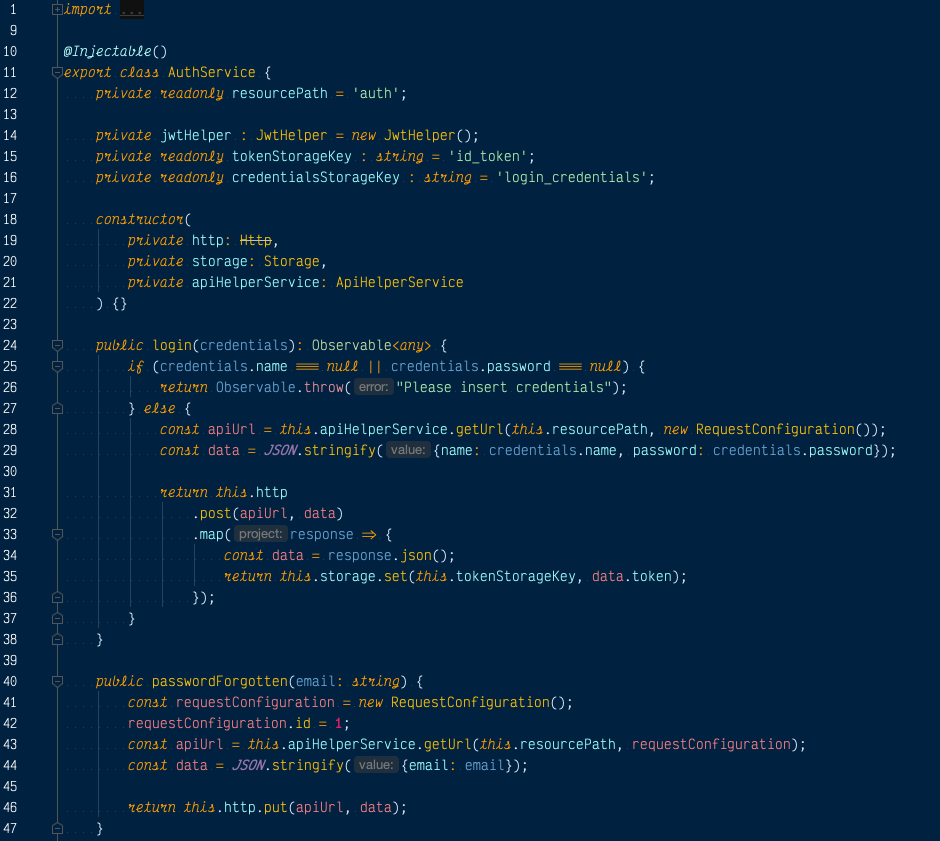 1 import ...
9
10 @Injectable()
11 export class AuthService {
12 private readonly resourcePath = 'auth';
13
14 private jwtHelper : JwtHelper = new JwtHelper();
15 private readonly tokenStorageKey : string = 'id_token';
16 private readonly credentialsStorageKey : string = 'login_credentials';
17
18 constructor(
19 private http: Http,
20 private storage: Storage,
21 private apiHelperService: ApiHelperService
22 ) {}
23
24 public login(credentials): Observable<any> {
25 if (credentials.name === null || credentials.password === null) {
26 return Observable.throw( error: "Please insert credentials");
27 } else {
28 const apiUrl = this.apiHelperService.getUrl(this.resourcePath, new RequestConfiguration());
29 const data = JSON.stringify( value: {name: credentials.name, password: credentials.password});
30
31 return this.http
32 .post(apiUrl, data)
33 .map( project: response => {
34 const data = response.json();
35 return this.storage.set(this.tokenStorageKey, data.token);
36 });
37 }
38 }
39
40 public passwordForgotten(email: string) {
41 const requestConfiguration = new RequestConfiguration();
42 requestConfiguration.id = 1;
43 const apiUrl = this.apiHelperService.getUrl(this.resourcePath, requestConfiguration);
44 const data = JSON.stringify( value: {email: email});
45
46 return this.http.put(apiUrl, data);
47 }